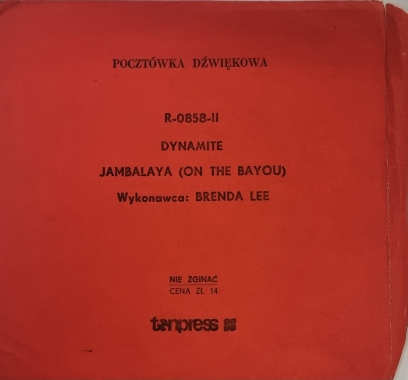 POCZTÓWKA DŹWIĘKOWA
R-0858-II
DYNAMITE
JAMBALAYA (ON THE BAYOU)
Wykonawca: BRENDA LEE
NIE ZGINAĆ
CENA ZŁ 14
tonpress